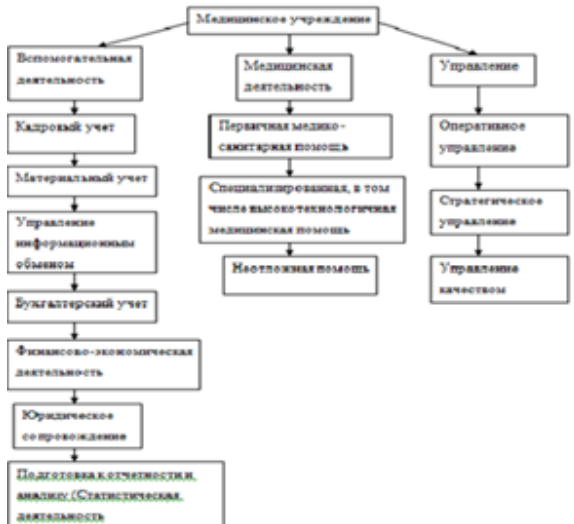 Медицинское учреждение
Вспомогательная
деятельность
Кадровый учет
Материальный учет
Управление
информационным
обменом
Бухгалтерский учет
Финансово-экономическая
деятельность
Юридическое
сопровождение
Подготовка к отчетности и
анализу (Статистическая
деятельность
Медицинская
деятельность
Первичная медико-
санитарная помощь
Специализированная, в том
числе высокотехнологичная
медицинская помощь
Неотложная помощь
Управление
Оперативное
управление
Стратегическое
управление
Управление
качеством